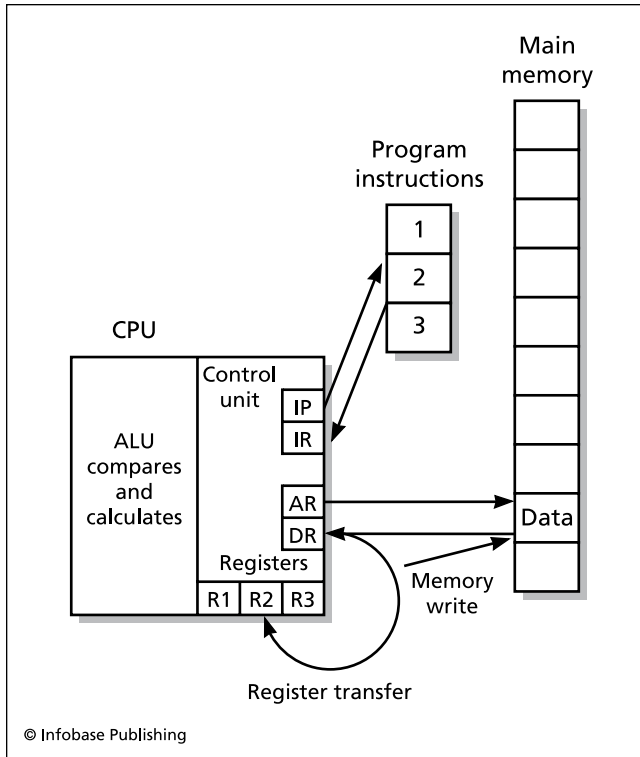 Main
memory
Program
instructions
1
2
3
CPU
Control
unit
IP
IR
ALU
compares
and
calculates
AR
DR
Data
Registers
R1 R2 R3
Memory
write
Register transfer
© Infobase Publishing